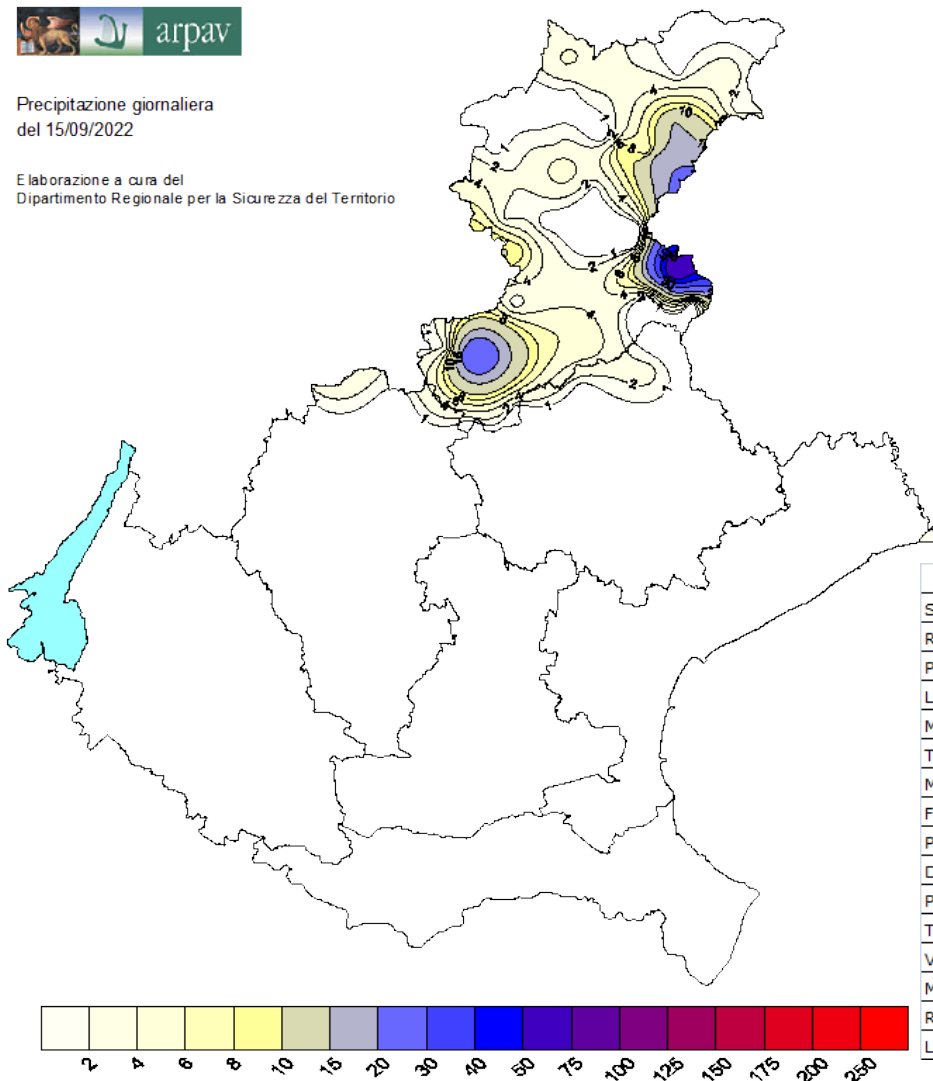 arpav
Precipitazione giornaliera
del 15/09/2022
Elaborazione a cura del
Dipartimento Regionale per la Sicurezza del Territorio
S
R
P
L
M
T
M
F
P
D
P
T
V
M
R
L
2 4 6 8 10 15 20 30 40 50 75 100 125 150 175 200 250